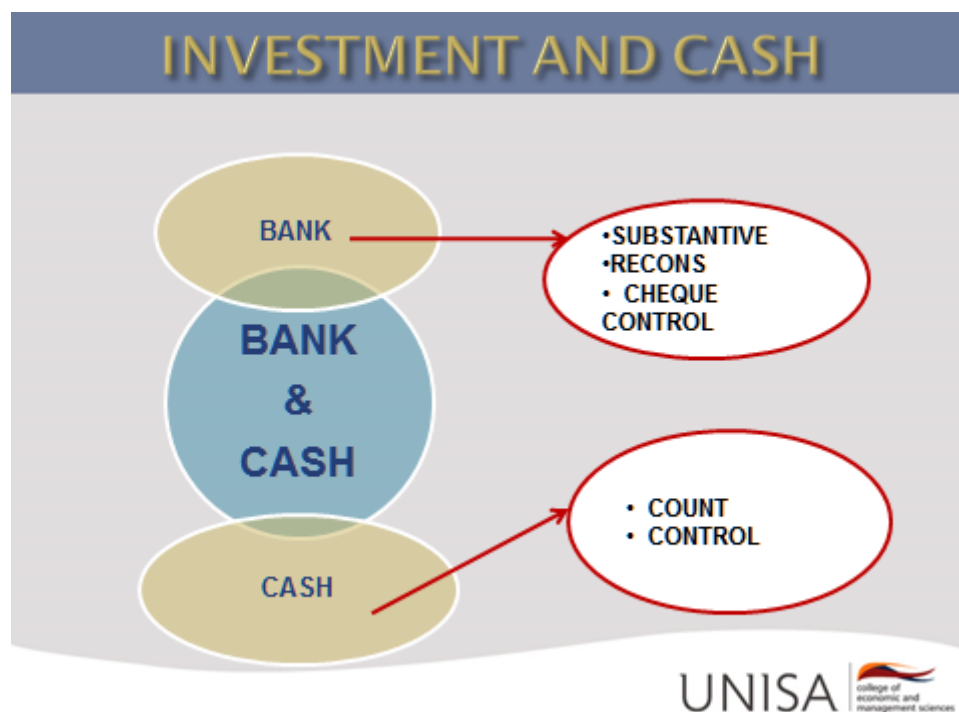 INVESTMENT AND CASH
BANK
•SUBSTANTIVE
•RECONS
• CHEQUE
CONTROL
BANK
&
CASH
• COUNT
• CONTROL
CASH
UNISA
college of
economic and
management sciences